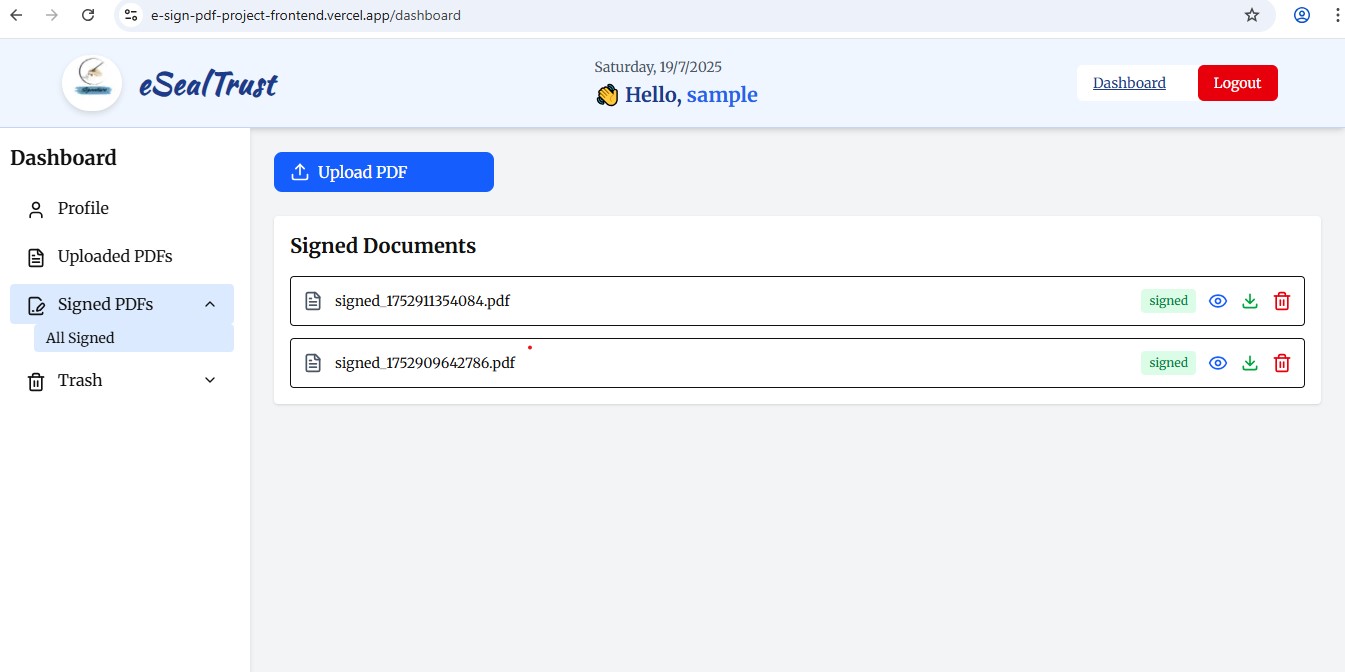 e-sign-pdf-project-frontend.vercel.app/dashboard
eSealTrust
Saturday, 19/7/2025
👋 Hello, sample
Dashboard
Logout
Dashboard
Profile
Uploaded PDFs
Signed PDFs
All Signed
Trash
Upload PDF
Signed Documents
signed_1752911354084.pdf
signed
signed_1752909642786.pdf
signed